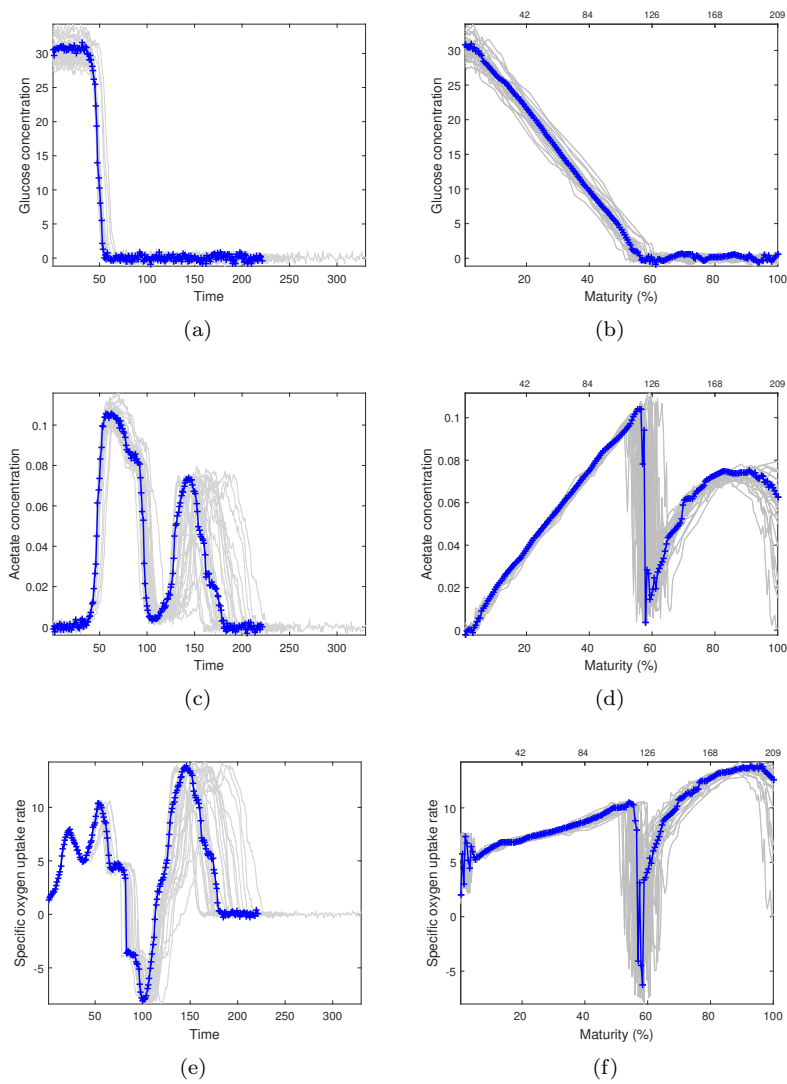 42 84 126 168 209
30 30
25 25
20 20
Glucose concentration Glucose concentration
15 15
10 10
5 5
0 0
50 100 150 200 250 300 20 40 60 80 100
Time Maturity (%)
(a) (b)
42 84 126 168 209
0.1 0.1
0.08 0.08
Acetate concentration Acetate concentration
0.06 0.06
0.04 0.04
0.02 0.02
0 0
50 100 150 200 250 300 20 40 60 80 100
Time Maturity (%)
(c) (d)
42 84 126 168 209
10 10
Specific oxygen uptake rate Specific oxygen uptake rate
5 5
0 0
-5 -5
50 100 150 200 250 300 20 40 60 80 100
Time Maturity (%)
(e) (f)